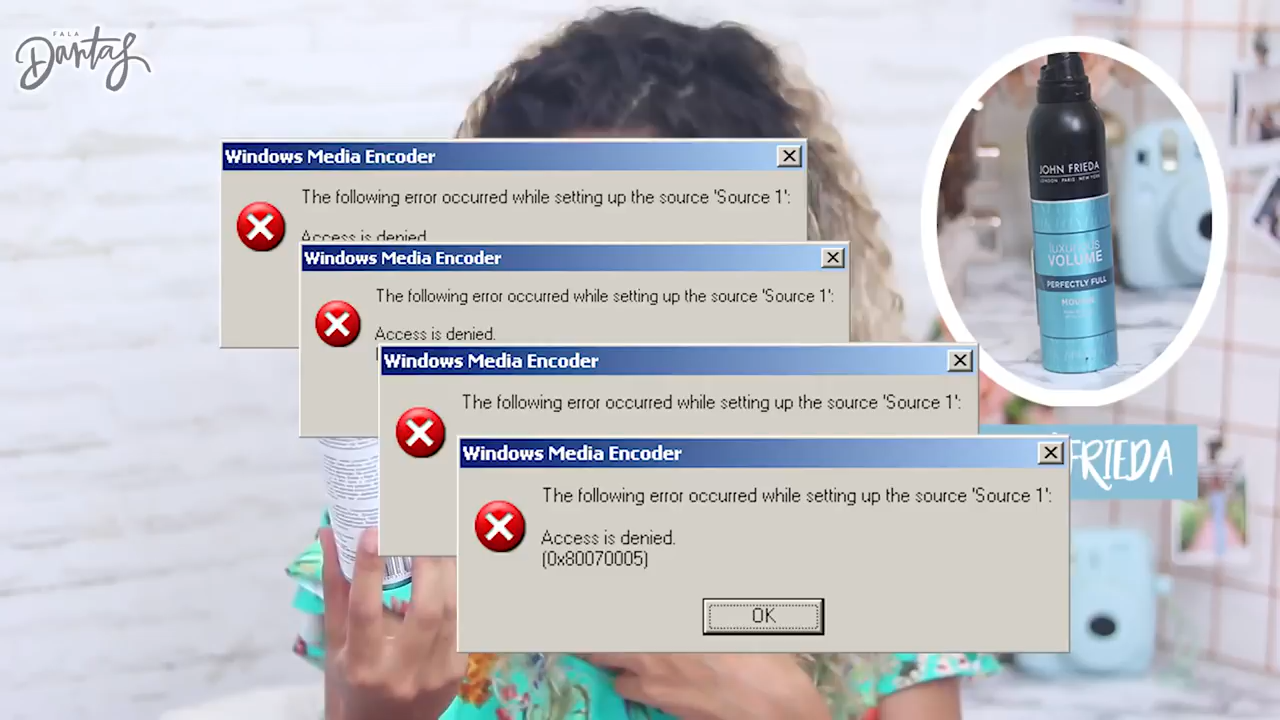 FALA
Dantas
Windows Media Encoder
The following error occurred while setting up the source 'Source 1':
Access is denied.
Windows Media Encoder
The following error occurred while setting up the source 'Source 1':
Access is denied.
Windows Media Encoder
The following error occurred while setting up the source 'Source 1':
Windows Media Encoder
The following error occurred while setting up the source 'Source 1':
Access is denied.
(0x80070005)
OK
JOHN FRIEDA
LONDON PARIS NEW YORK
luxurious
VOLUME
PERFECTLY FULL
MOUSSE
FRIEDA